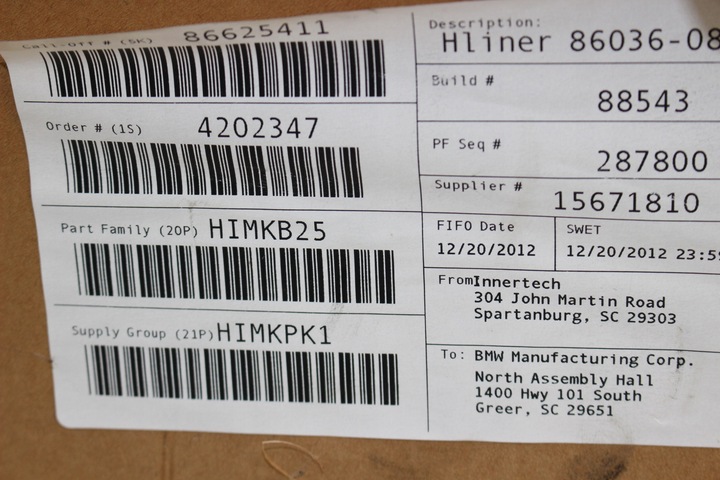 Call-off # (5K) 86625411
Order # (1S) 4202347
Part Family (20P) HIMKB25
Supply Group (21P) HIMKPK1
Description:
Hliner 86036-08
Build #
88543
PF Seq #
287800
Supplier #
15671810
FIFO Date
12/20/2012
SWET
12/20/2012 23:59
From Innertech
304 John Martin Road
Spartanburg, SC 29303
To: BMW Manufacturing Corp.
North Assembly Hall
1400 Hwy 101 South
Greer, SC 29651